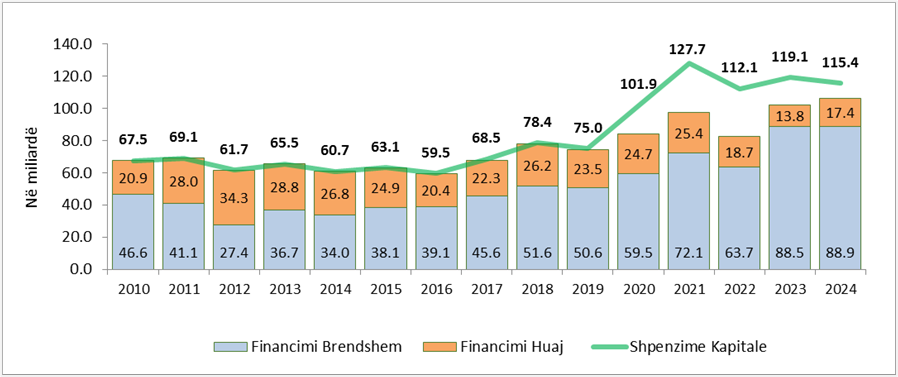 Në miliardë
140.0
120.0
100.0
80.0
60.0
40.0
20.0
0.0
67.5 69.1 61.7 65.5 60.7 63.1 59.5 68.5 78.4 75.0 101.9 127.7 112.1 119.1 115.4
20.9 28.0 34.3 28.8 26.8 24.9 20.4 22.3 26.2 23.5 24.7 25.4 18.7 13.8 17.4
46.6 41.1 27.4 36.7 34.0 38.1 39.1 45.6 51.6 50.6 59.5 72.1 63.7 88.5 88.9
2010 2011 2012 2013 2014 2015 2016 2017 2018 2019 2020 2021 2022 2023 2024
Financimi Brendshem Financimi Huaj Shpenzime Kapitale